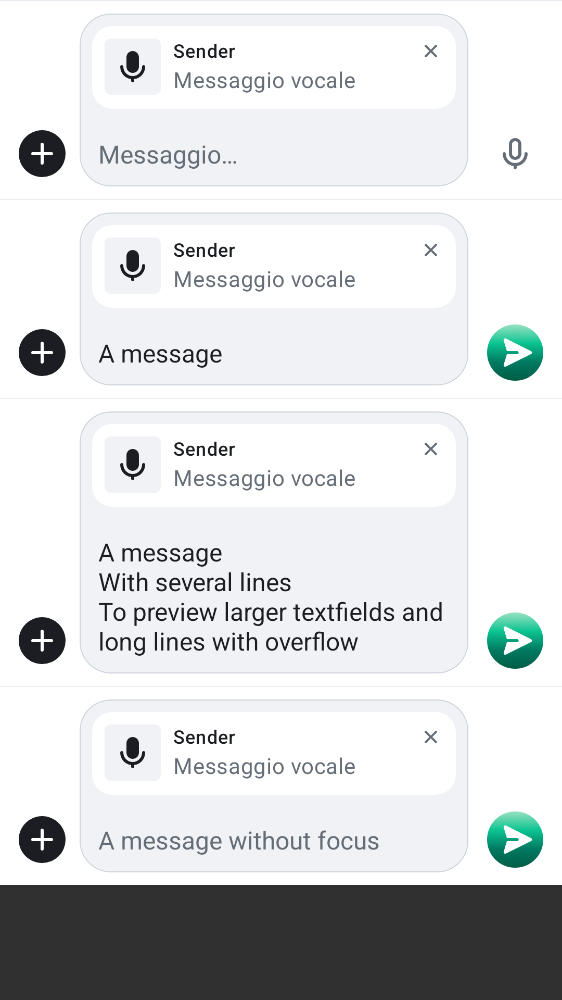 Sender
Messaggio vocale
Messaggio…
Sender
Messaggio vocale
A message
Sender
Messaggio vocale
A message
With several lines
To preview larger textfields and
long lines with overflow
Sender
Messaggio vocale
A message without focus